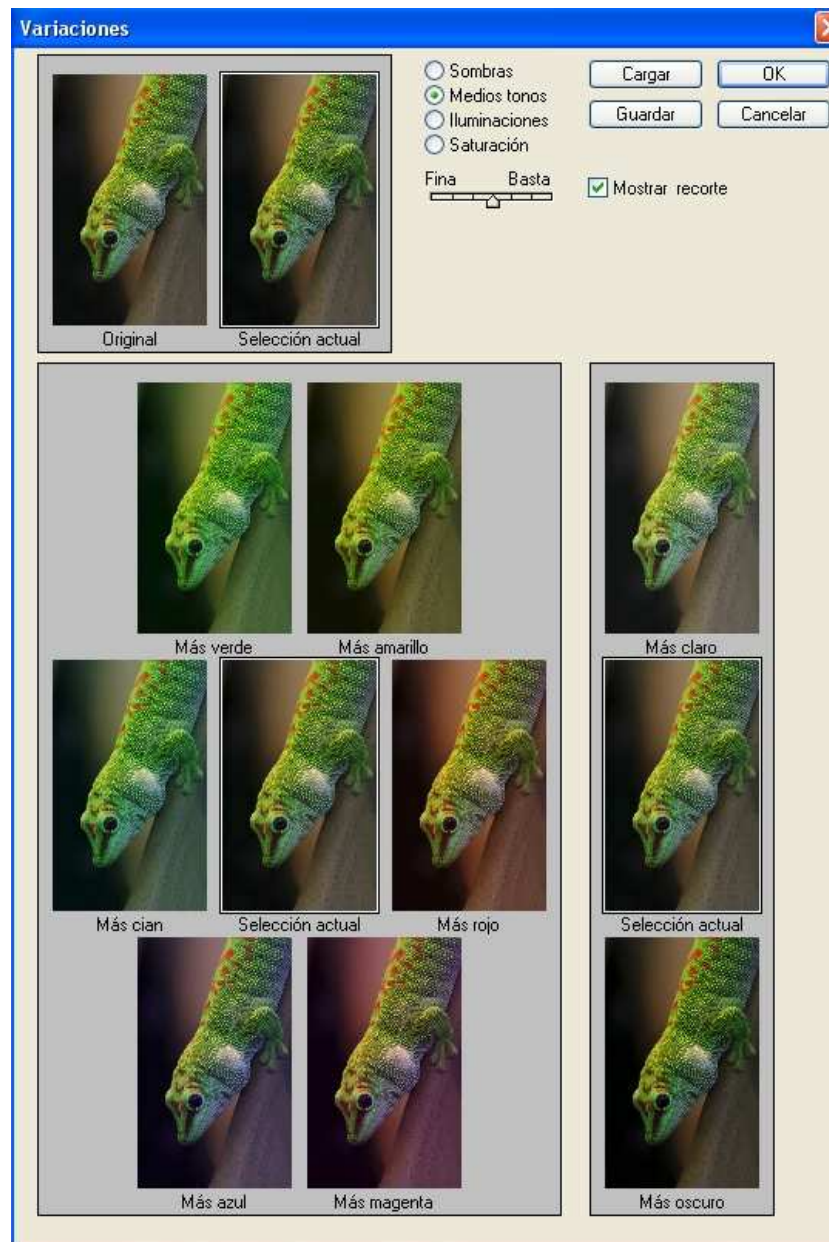 Variaciones
Sombras
Medios tonos
Iluminaciones
Saturación
Cargar
OK
Guardar
Cancelar
Fina
Basta
Mostrar recorte
Original
Selección actual
Más verde
Más amarillo
Más claro
Más cian
Selección actual
Más rojo
Selección actual
Más azul
Más magenta
Más oscuro